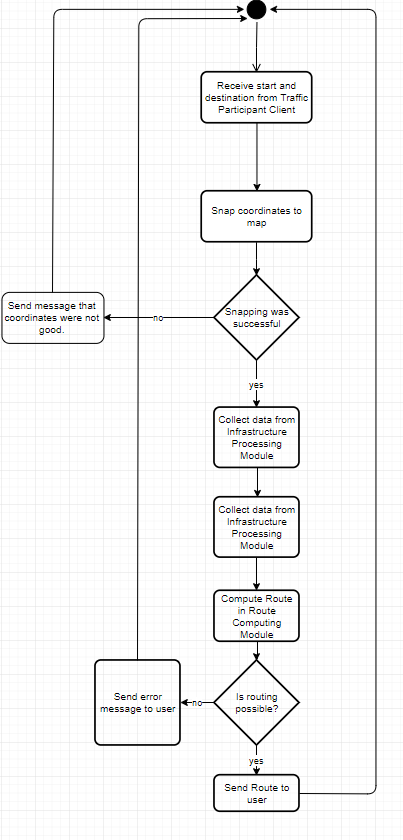 Receive start and
destination from Traffic
Participant Client
Snap coordinates to
map
Snapping was
successful
no
Send message that
coordinates were not
good.
yes
Collect data from
Infrastructure
Processing
Module
Collect data from
Infrastructure
Processing
Module
Compute Route
in Route
Computing
Module
Is routing
possible?
no
Send error
message to user
yes
Send Route to
user